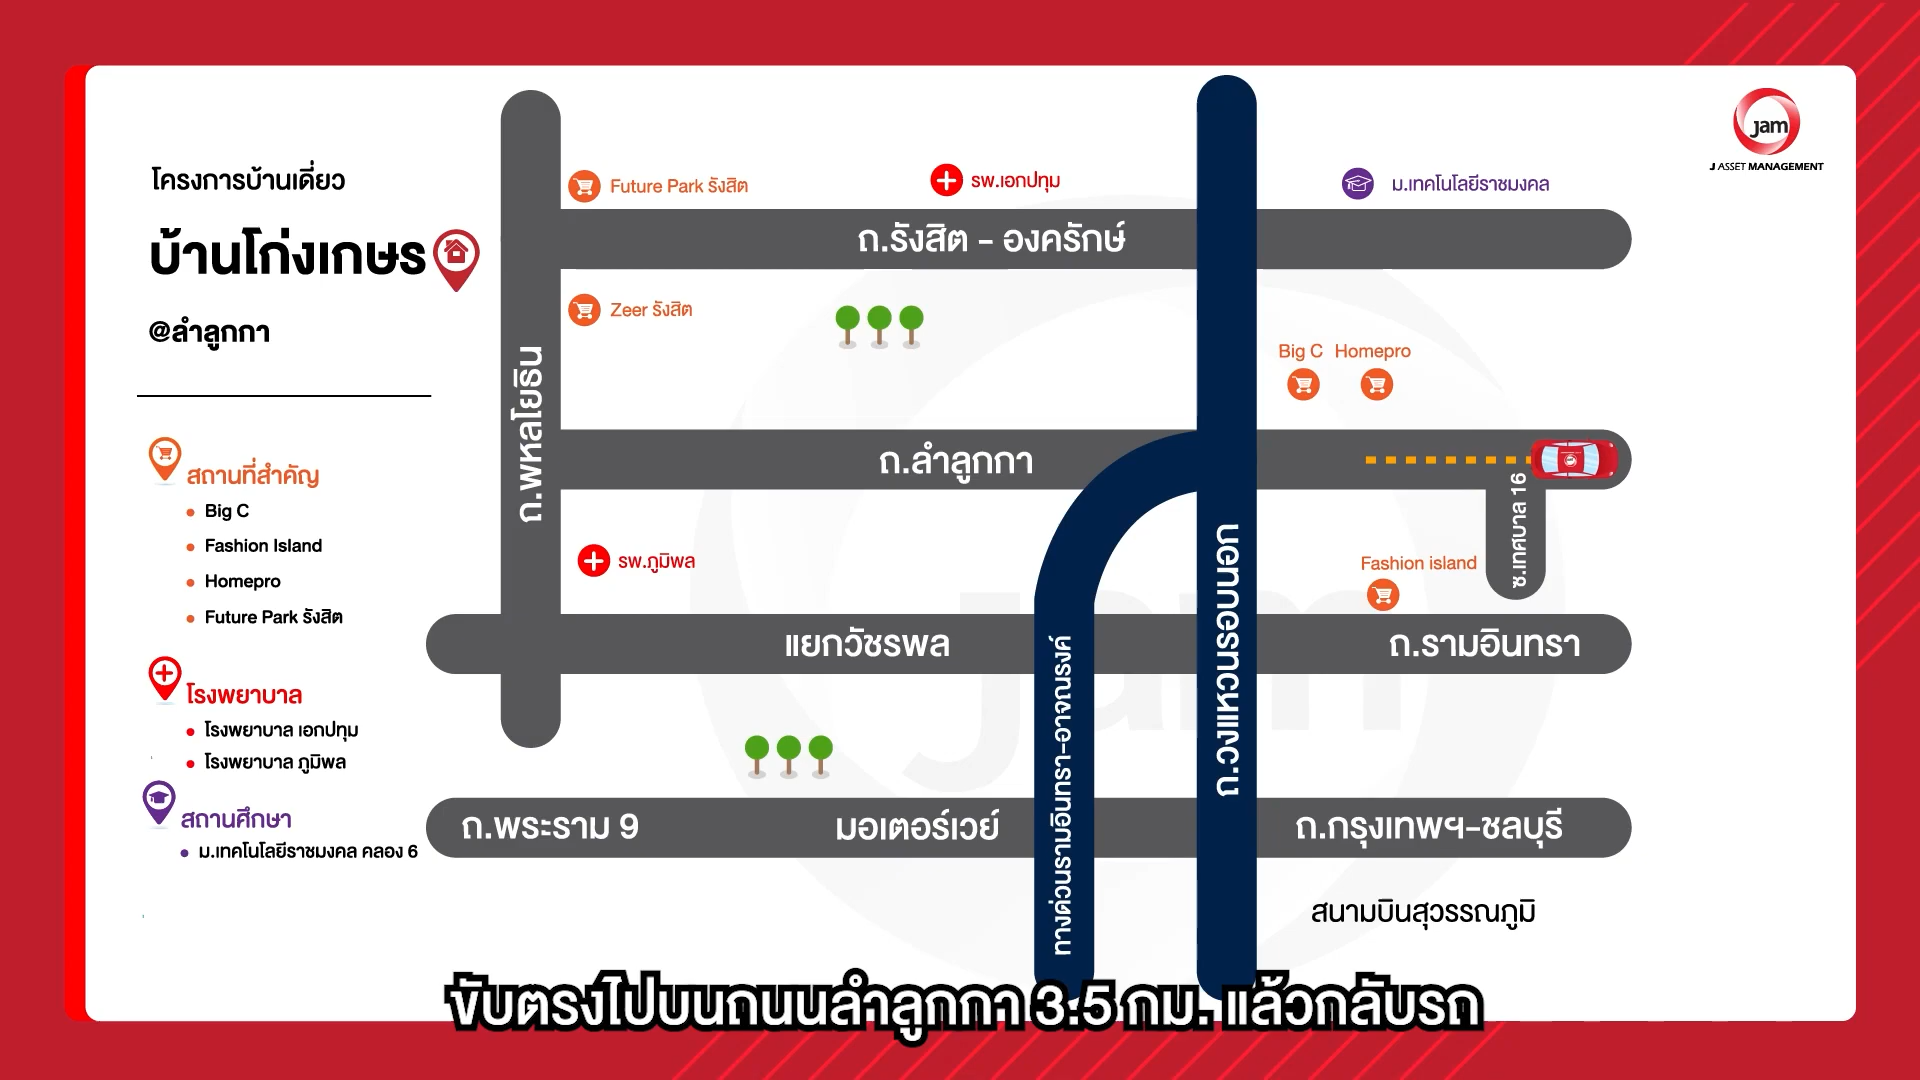 โครงการบ้านเดี่ยว
บ้านโก่งเกษร
@ลำลูกกา
สถานที่สำคัญ
Big C
Fashion Island
Homepro
Future Park รังสิต
โรงพยาบาล
โรงพยาบาล เอกปทุม
โรงพยาบาล ภูมิพล
สถานศึกษา
ม.เทคโนโลยีราชมงคล คลอง 6
jam
J ASSET MANAGEMENT
Future Park รังสิต
รพ.เอกปทุม
ม.เทคโนโลยีราชมงคล
ถ.รังสิต - องครักษ์
Zeer รังสิต
Big C Homepro
ถ.พหลโยธิน
ถ.ลำลูกกา
ซ.เทศบาล 16
รพ.ภูมิพล
Fashion island
แยกวัชรพล
ถ.รามอินทรา
ทางด่วนรามอินทรา-อาจณรงค์
ถ.วงแหวนรอบนอก
jam
ถ.พระราม 9
มอเตอร์เวย์
ถ.กรุงเทพฯ-ชลบุรี
สนามบินสุวรรณภูมิ
ขับตรงไปบนถนนลำลูกกา 3.5 กม. แล้วกลับรถ